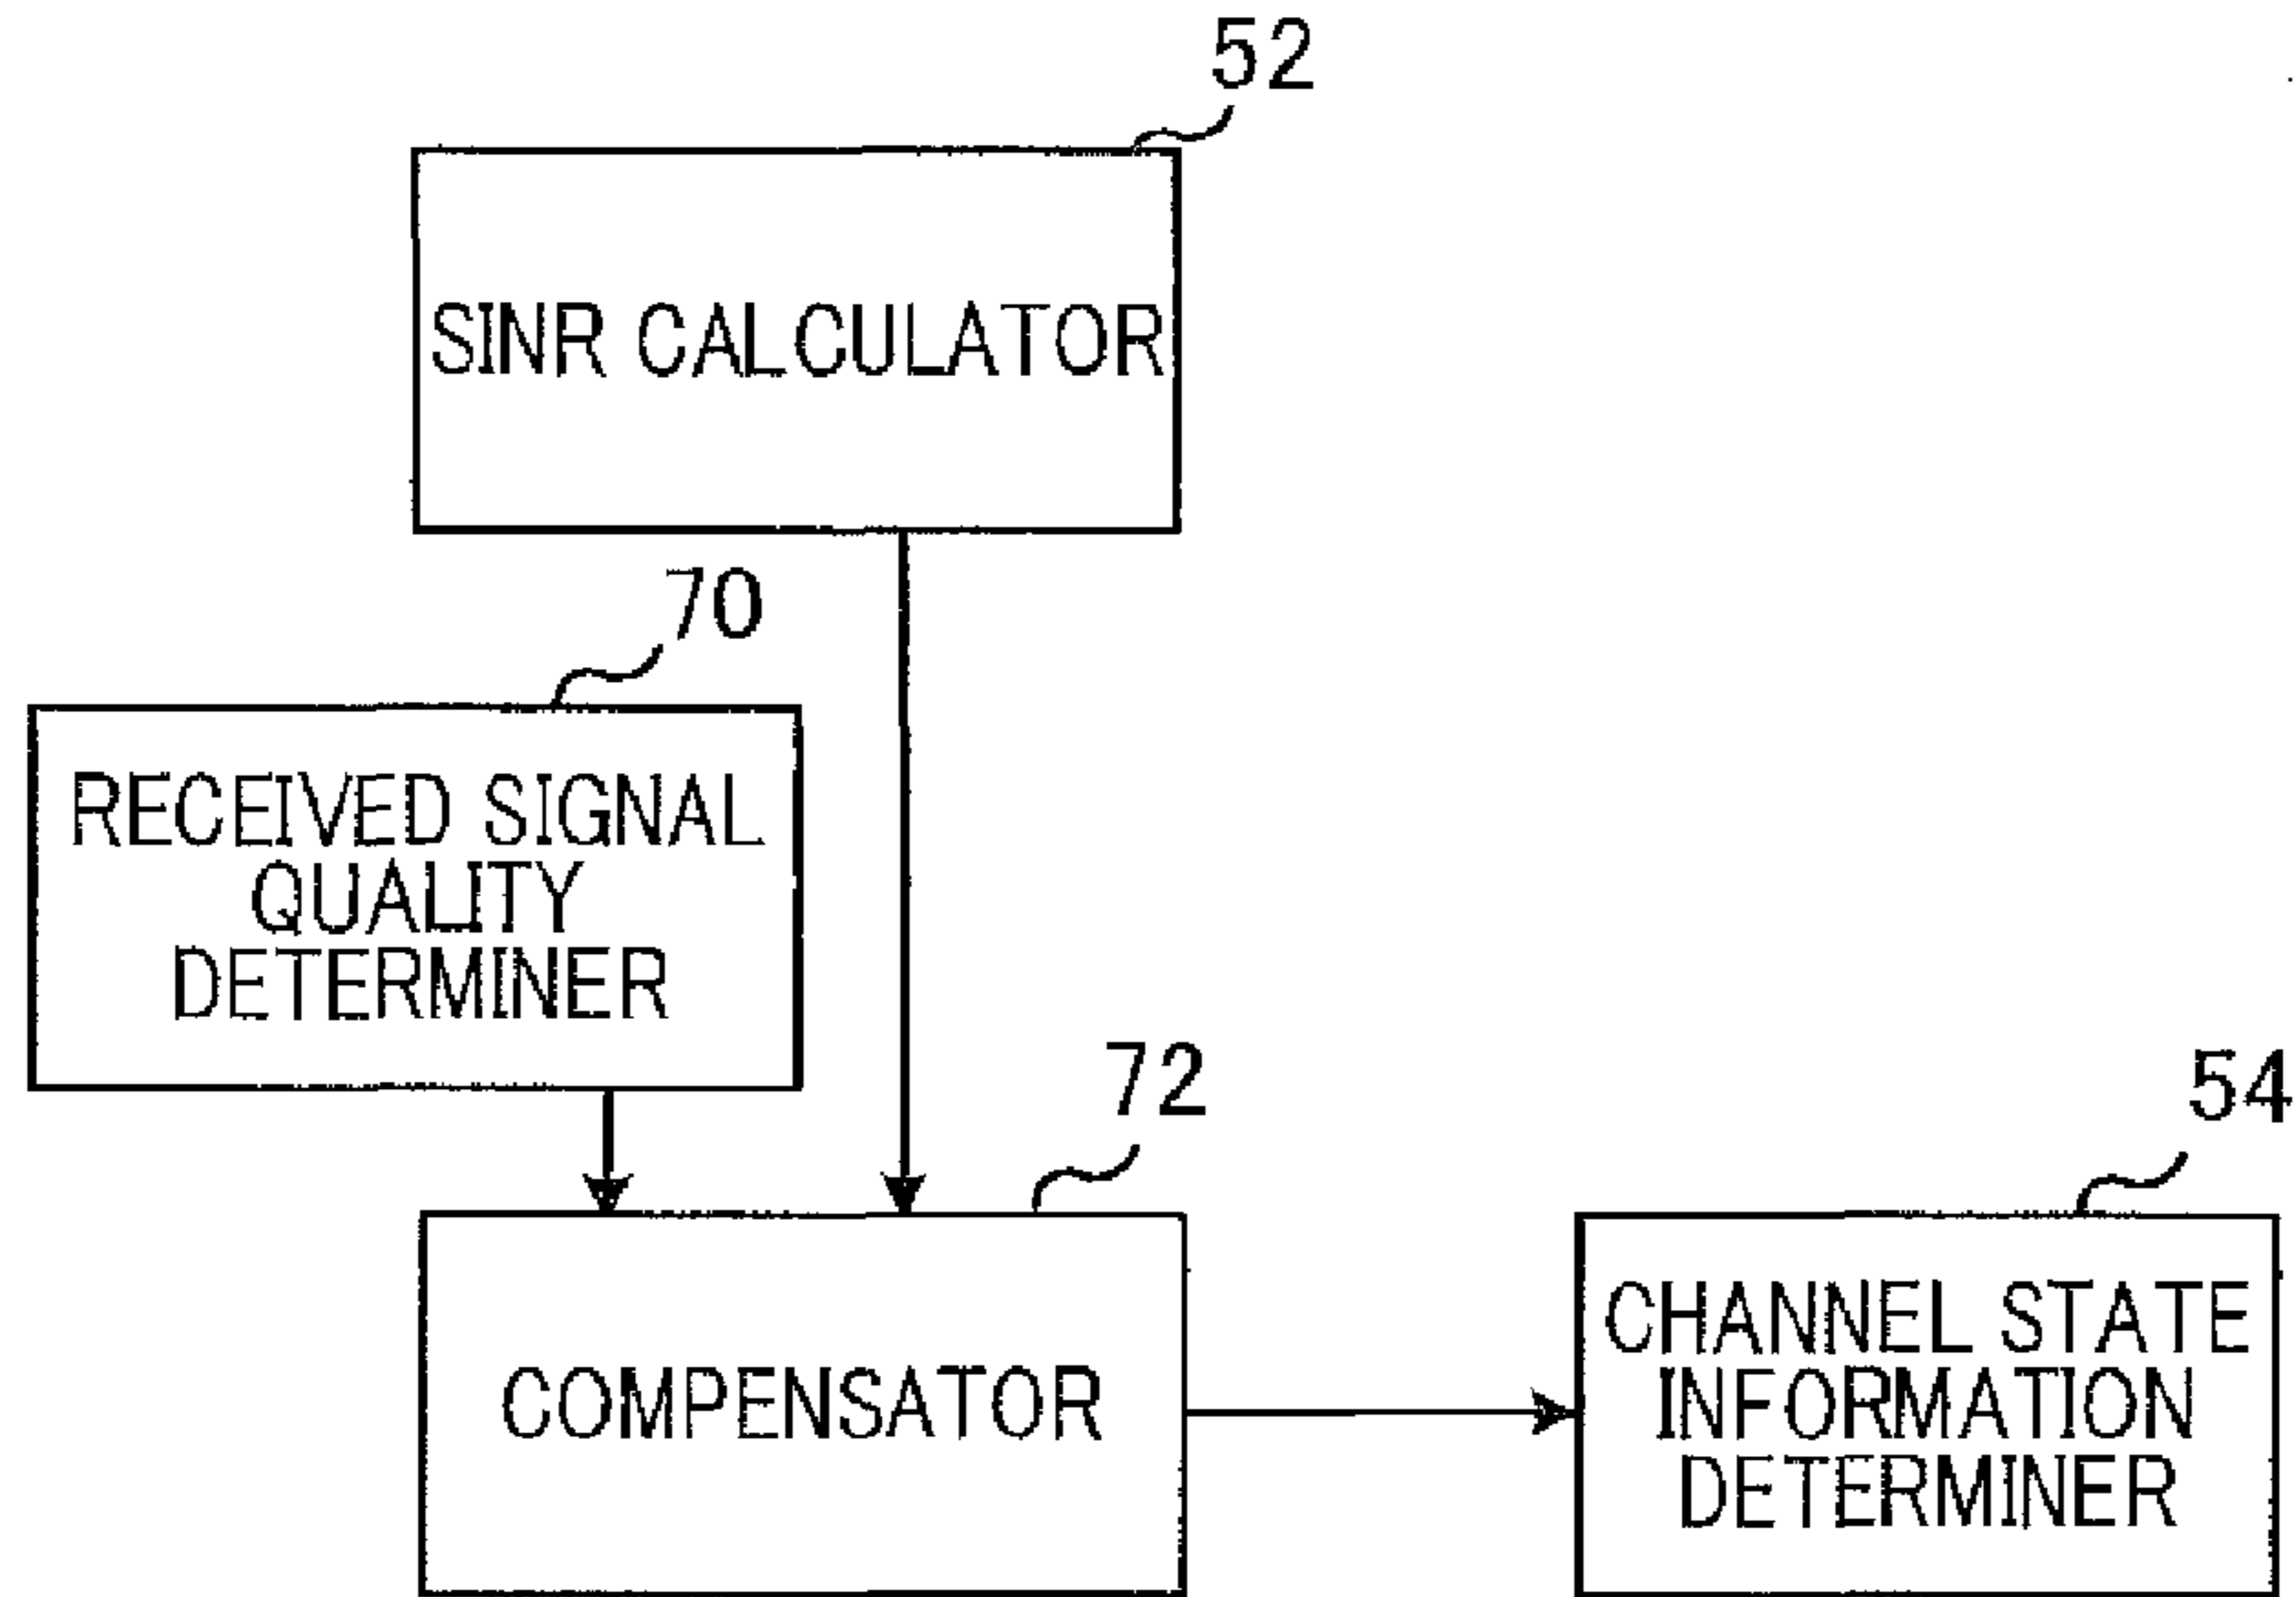 52
SINR CALCULATOR
70
RECEIVED SIGNAL
QUALITY
DETERMINER
72
COMPENSATOR
54
CHANNEL STATE
INFORMATION
DETERMINER